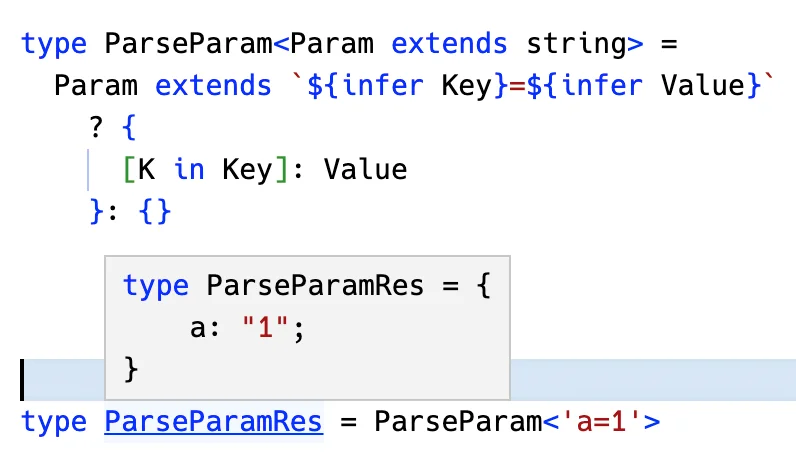 type ParseParam<Param extends string> =
  Param extends `${infer Key}=${infer Value}`
    ? {
      [K in Key]: Value
    }: {}
type ParseParamRes = {
    a: "1";
}
type ParseParamRes = ParseParam<'a=1'>